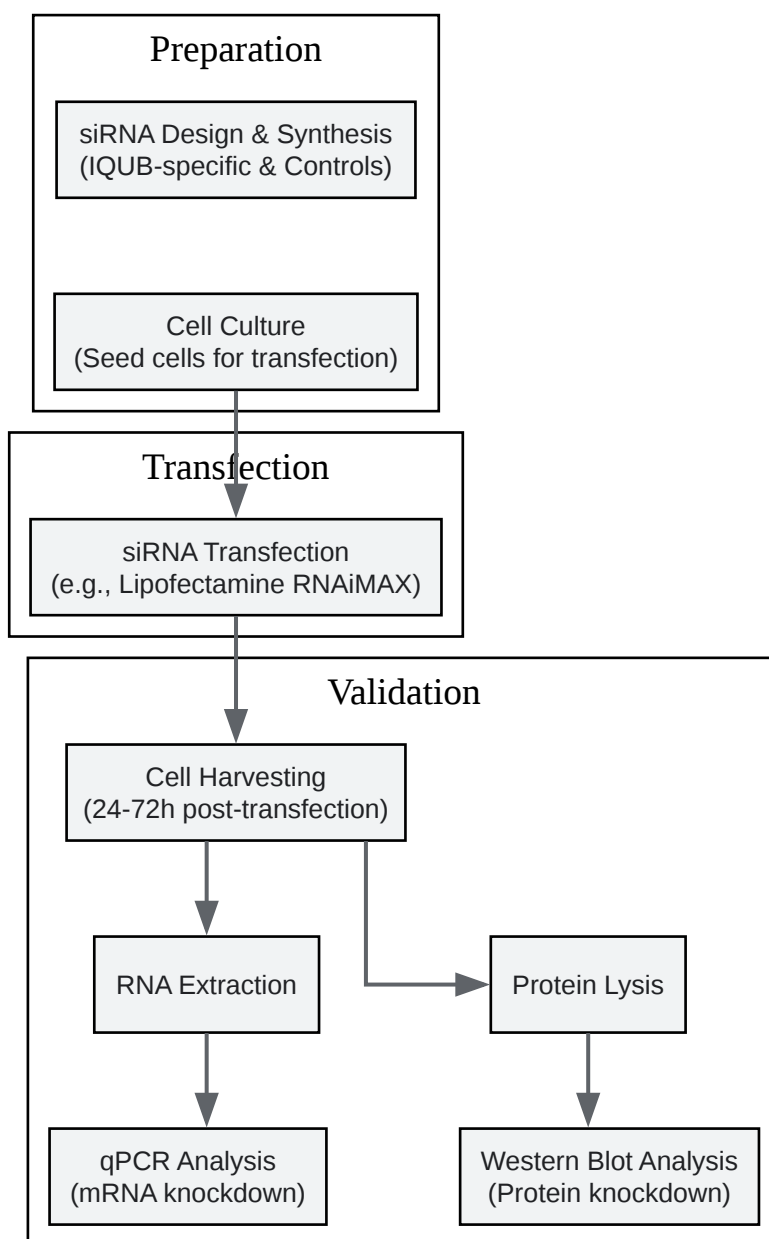 Preparation
siRNA Design & Synthesis
(IQUB-specific & Controls)
Cell Culture
(Seed cells for transfection)
Transfection
siRNA Transfection
(e.g., Lipofectamine RNAiMAX)
Validation
Cell Harvesting
(24-72h post-transfection)
RNA Extraction
Protein Lysis
qPCR Analysis
(mRNA knockdown)
Western Blot Analysis
(Protein knockdown)